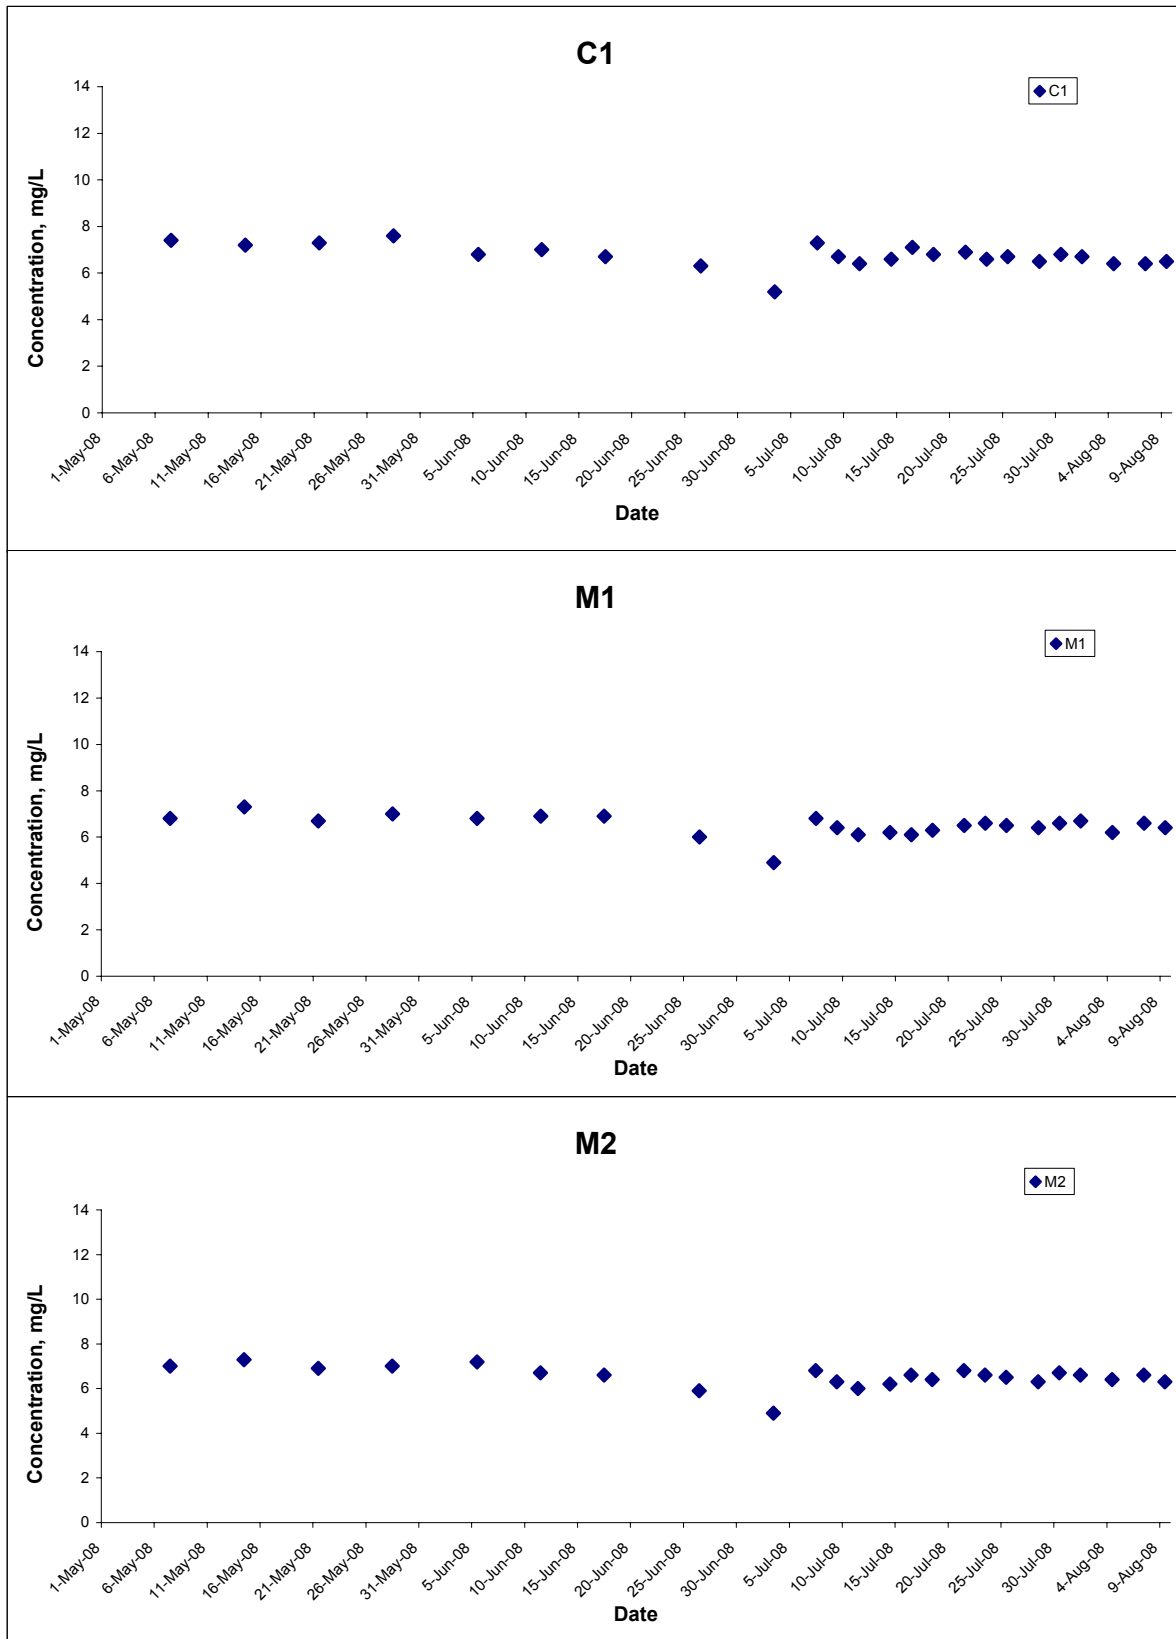 C1
C1
Concentration, mg/L
14
12
10
8
6
4
2
0
1-May-08
6-May-08
11-May-08
16-May-08
21-May-08
26-May-08
31-May-08
5-Jun-08
10-Jun-08
15-Jun-08
20-Jun-08
25-Jun-08
30-Jun-08
5-Jul-08
10-Jul-08
15-Jul-08
20-Jul-08
25-Jul-08
30-Jul-08
4-Aug-08
9-Aug-08
Date
M1
M1
Concentration, mg/L
14
12
10
8
6
4
2
0
1-May-08
6-May-08
11-May-08
16-May-08
21-May-08
26-May-08
31-May-08
5-Jun-08
10-Jun-08
15-Jun-08
20-Jun-08
25-Jun-08
30-Jun-08
5-Jul-08
10-Jul-08
15-Jul-08
20-Jul-08
25-Jul-08
30-Jul-08
4-Aug-08
9-Aug-08
Date
M2
M2
Concentration, mg/L
14
12
10
8
6
4
2
0
1-May-08
6-May-08
11-May-08
16-May-08
21-May-08
26-May-08
31-May-08
5-Jun-08
10-Jun-08
15-Jun-08
20-Jun-08
25-Jun-08
30-Jun-08
5-Jul-08
10-Jul-08
15-Jul-08
20-Jul-08
25-Jul-08
30-Jul-08
4-Aug-08
9-Aug-08
Date